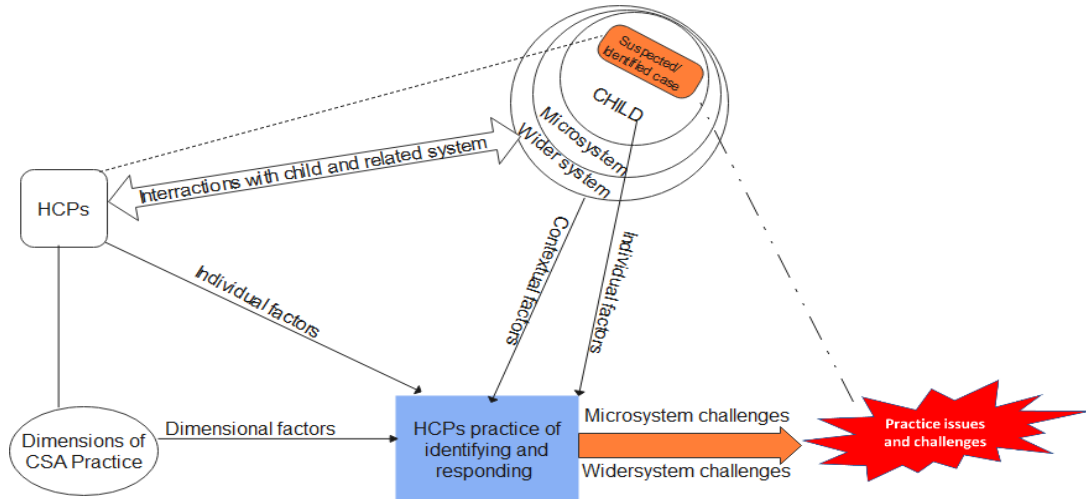 Suspected/
Identified case
CHILD
Microsystem
Wider system
Interractions with child and related system
HCPs
Contextual factors
Individual factors
Individual factors
Dimensions of
CSA Practice
Dimensional factors
HCPs practice of
identifying and
responding
Microsystem challenges
Widersystem challenges
Practice issues
and challenges